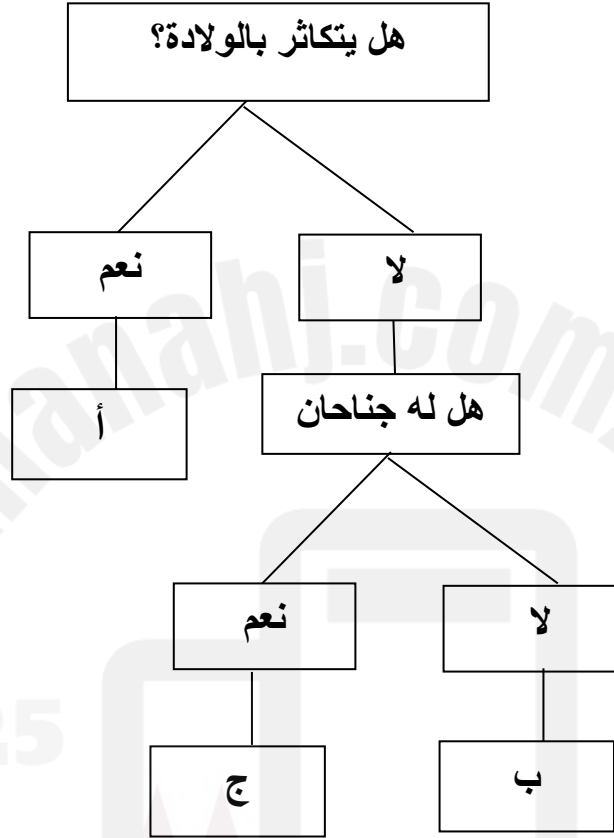 هل يتكاثر بالولادة؟
لا
نعم
هل له جناحان
أ
لا
نعم
ب
ج